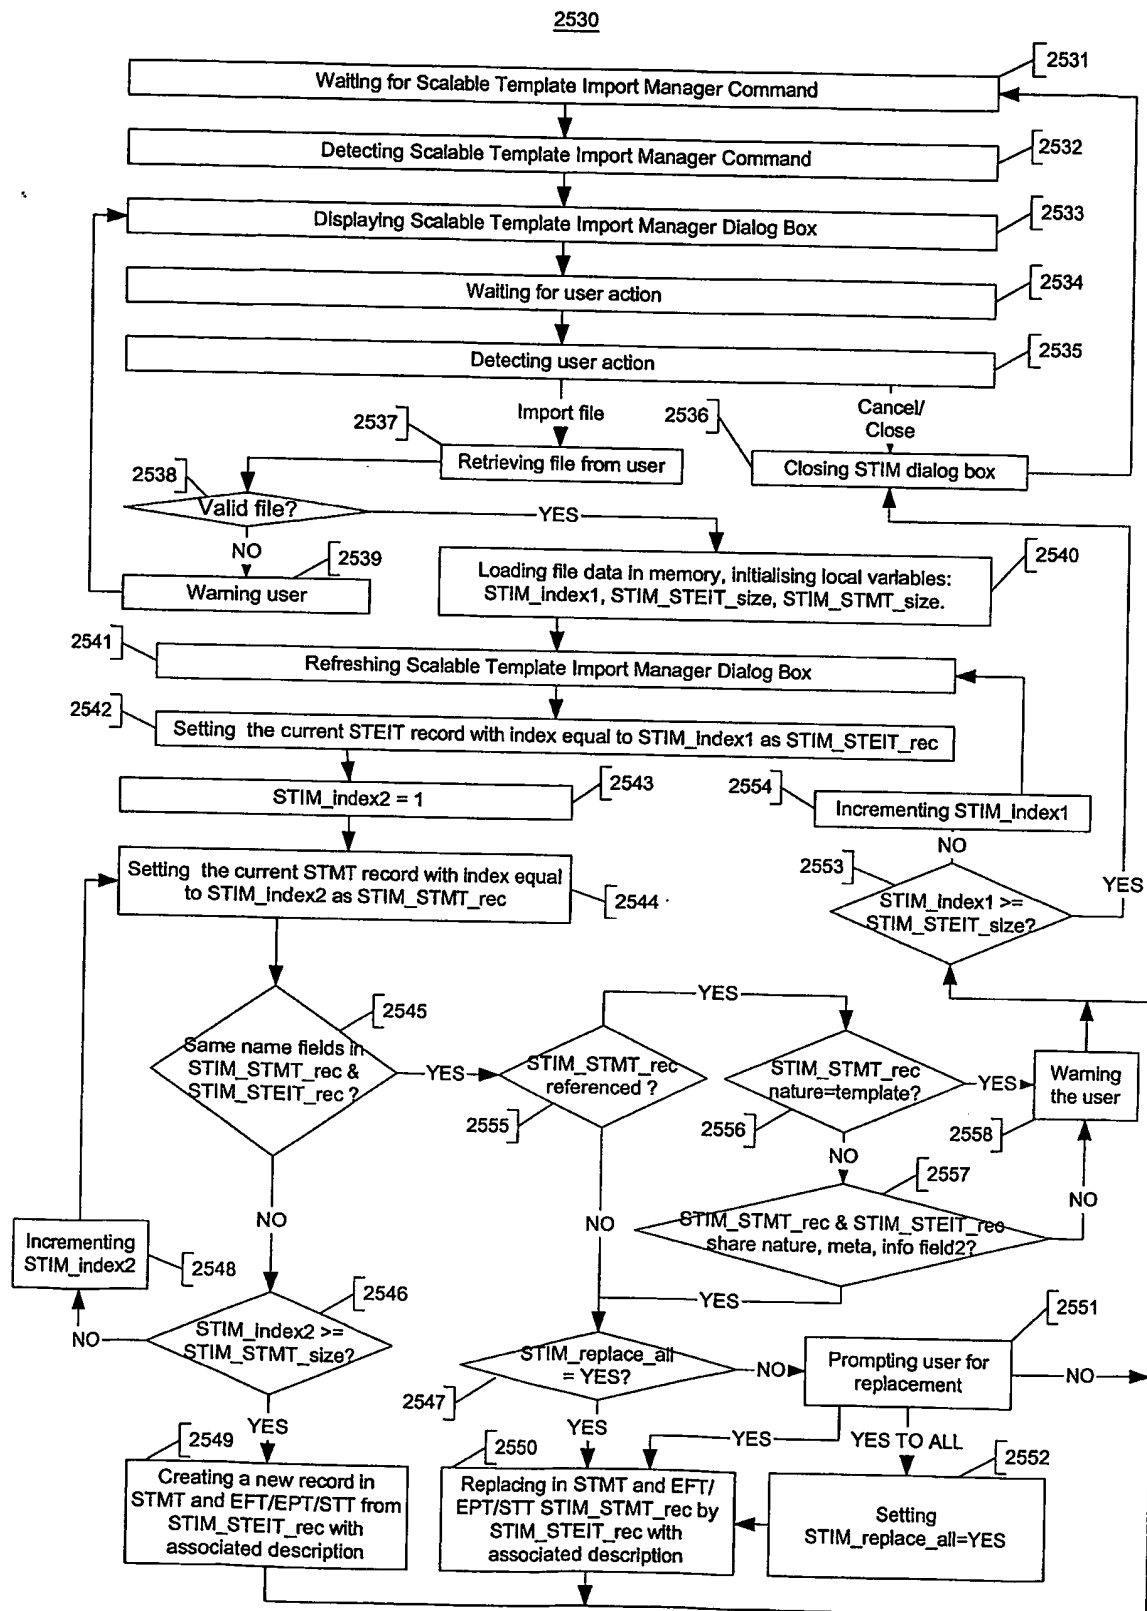 2530
2531
Waiting for Scalable Template Import Manager Command
2532
Detecting Scalable Template Import Manager Command
2533
Displaying Scalable Template Import Manager Dialog Box
2534
Waiting for user action
2535
Detecting user action
Import file
Cancel/
Close
2537
2536
Retrieving file from user
Closing STIM dialog box
2538
Valid file?
YES
NO
2539
Warning user
2540
Loading file data in memory, initialising local variables:
STIM_index1, STIM_STEIT_size, STIM_STMT_size.
2541
Refreshing Scalable Template Import Manager Dialog Box
2542
Setting the current STEIT record with index equal to STIM_index1 as STIM_STEIT_rec
2543
STIM_index2 = 1
2554
Incrementing STIM_index1
NO
2553
YES
STIM_index1 >=
STIM_STEIT_size?
Setting the current STMT record with index equal
to STIM_index2 as STIM_STMT_rec
2544
2545
Same name fields in
STIM_STMT_rec &
STIM_STEIT_rec ?
YES
STIM_STMT_rec
referenced ?
2555
YES
STIM_STMT_rec
nature=template?
2556
YES
Warning
the user
2558
NO
2557
STIM_STMT_rec & STIM_STEIT_rec
share nature, meta, info field2?
NO
YES
NO
NO
Incrementing
STIM_index2
2548
2546
STIM_index2 >=
STIM_STMT_size?
NO
YES
STIM_replace_all
= YES?
2547
NO
2551
Prompting user for
replacement
NO
YES
YES
YES TO ALL
2549
Creating a new record in
STMT and EFT/EPT/STT from
STIM_STEIT_rec with
associated description
2550
Replacing in STMT and EFT/
EPT/STT STIM_STMT_rec by
STIM_STEIT_rec with
associated description
2552
Setting
STIM_replace_all=YES